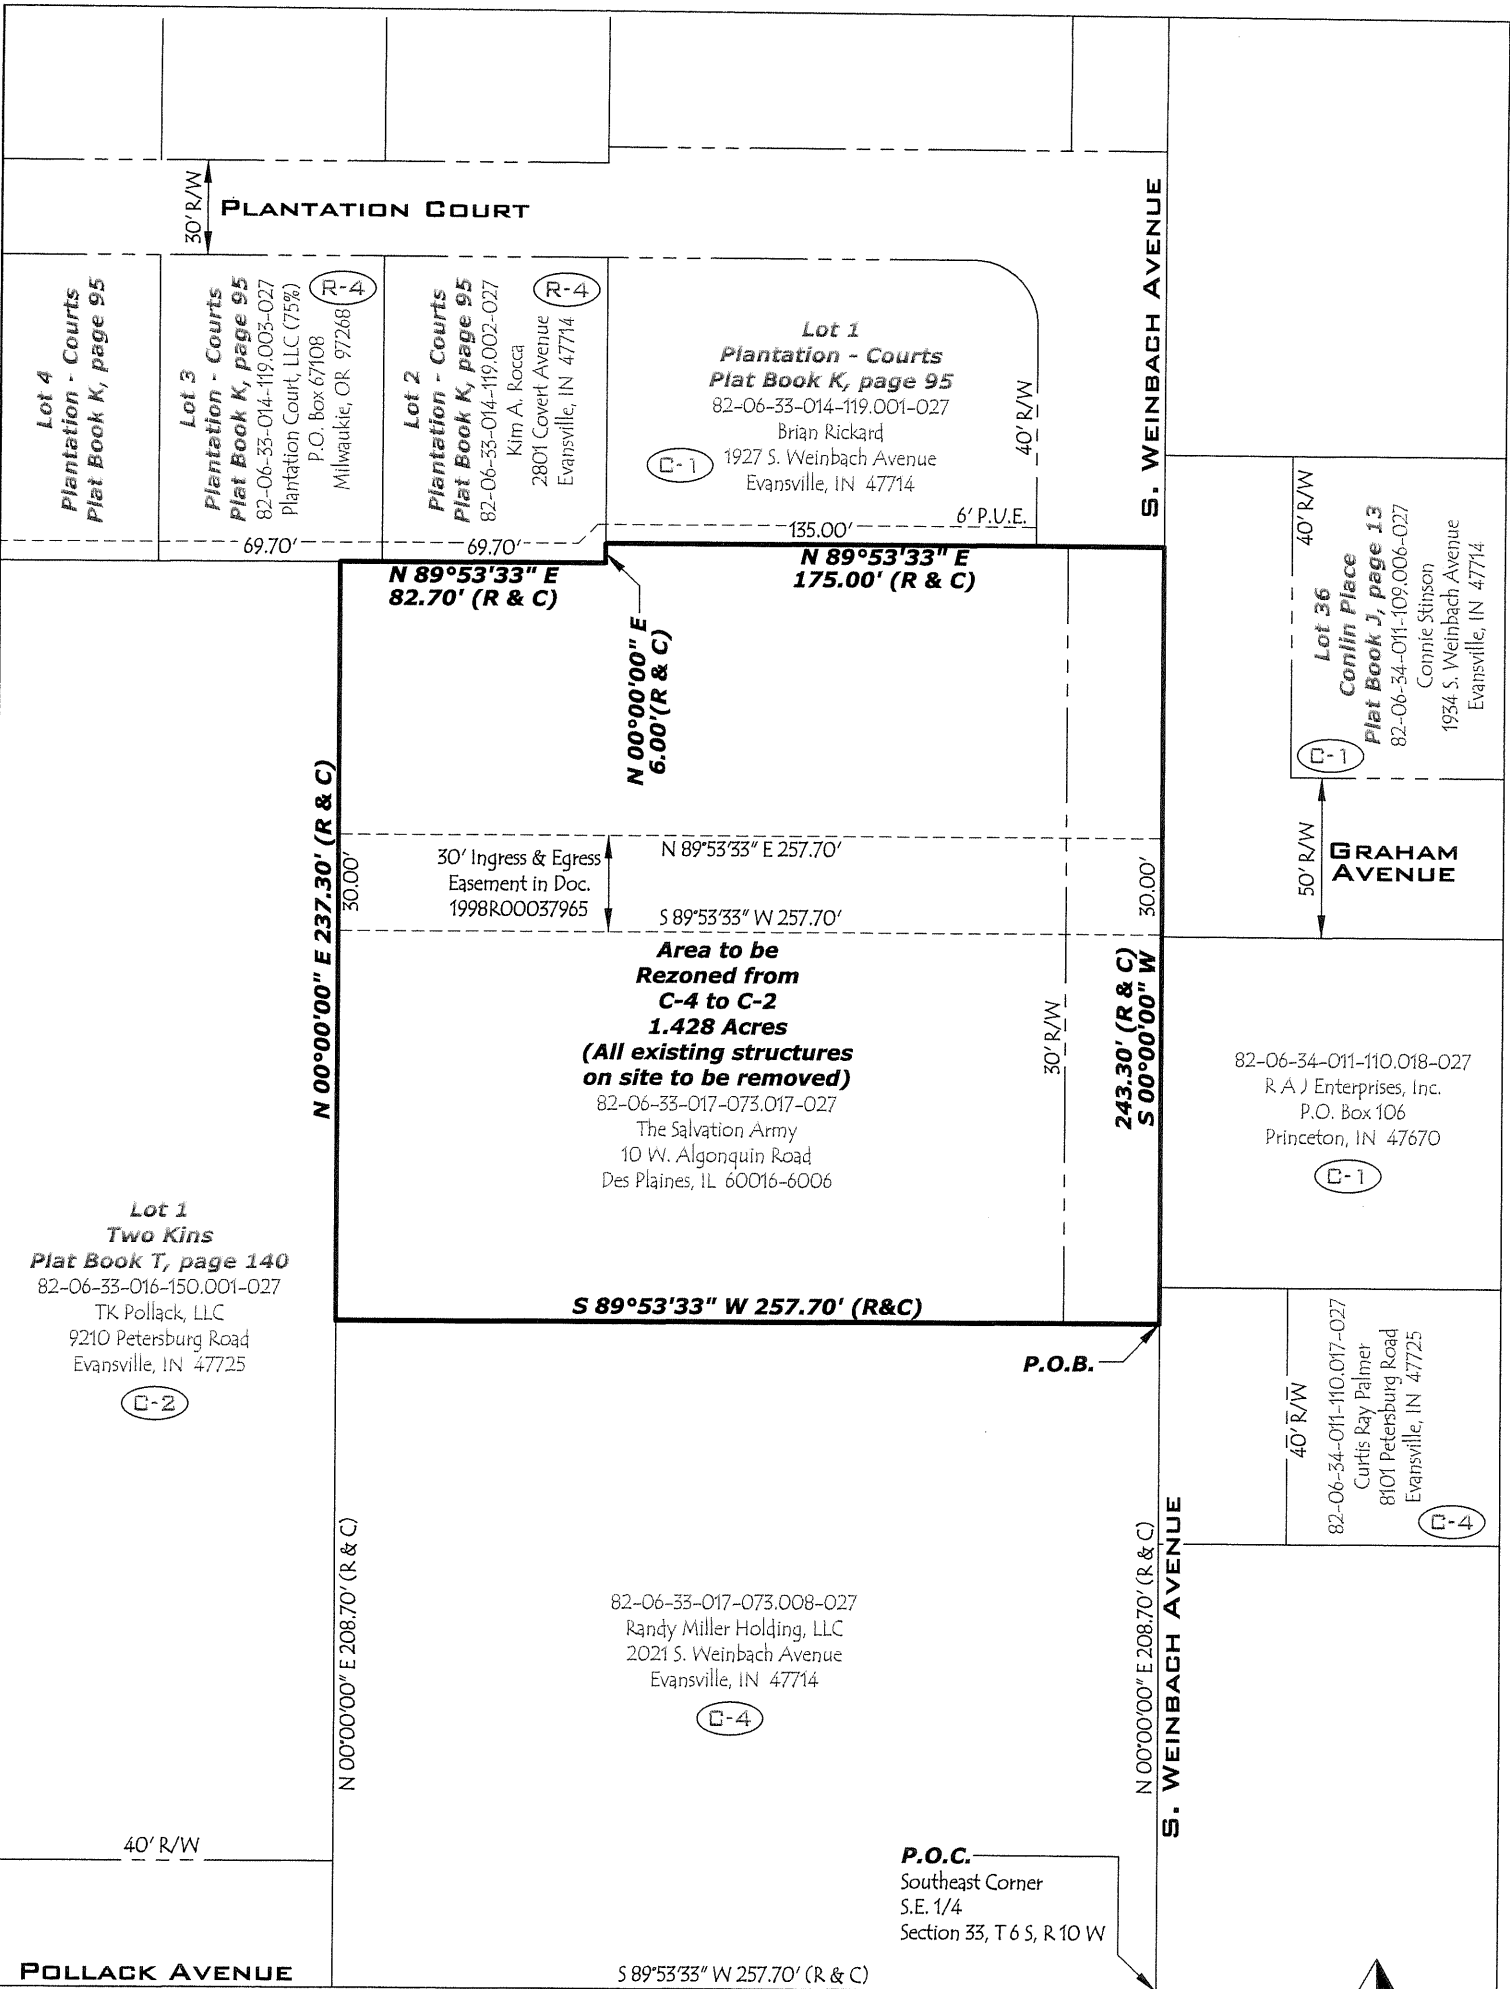 30' R/W
PLANTATION COURT
S. WEINBACH AVENUE
Lot 4
Plantation - Courts
Plat Book K, page 95
Lot 3
Plantation - Courts
Plat Book K, page 95
82-06-33-014-119.003-027
Plantation Court, LLC (75%)
P.O. Box 67108
Milwaukie, OR 97268
R-4
Lot 2
Plantation - Courts
Plat Book K, page 95
82-06-33-014-119.002-027
Kim A. Rocca
2801 Covert Avenue
Evansville, IN 47714
R-4
Lot 1
Plantation - Courts
Plat Book K, page 95
82-06-33-014-119.001-027
Brian Rickard
1927 S. Weinbach Avenue
Evansville, IN 47714
C-1
40' R/W
6' P.U.E.
69.70'
69.70'
135.00'
N 89°53'33" E
82.70' (R & C)
N 89°53'33" E
175.00' (R & C)
N 00°00'00" E
6.00'(R & C)
40' R/W
Lot 36
Conlin Place
Plat Book J, page 13
82-06-34-011-109.006-027
Connie Stinson
1934 S. Weinbach Avenue
Evansville, IN 47714
C-1
50' R/W
GRAHAM
AVENUE
N 00°00'00" E 237.30' (R & C)
30.00'
30' Ingress & Egress
Easement in Doc.
1998R00037965
N 89°53'33" E 257.70'
S 89°53'33" W 257.70'
30.00'
Area to be
Rezoned from
C-4 to C-2
1.428 Acres
(All existing structures
on site to be removed)
82-06-33-017-073.017-027
The Salvation Army
10 W. Algonquin Road
Des Plaines, IL 60016-6006
30' R/W
243.30' (R & C)
S 00°00'00" W
82-06-34-011-110.018-027
R A J Enterprises, Inc.
P.O. Box 106
Princeton, IN 47670
C-1
Lot 1
Two Kins
Plat Book T, page 140
82-06-33-016-150.001-027
TK Pollack, LLC
9210 Petersburg Road
Evansville, IN 47725
C-2
S 89°53'33" W 257.70' (R&C)
P.O.B.
40' R/W
82-06-34-011-110.017-027
Curtis Ray Palmer
8101 Petersburg Road
Evansville, IN 47725
C-4
N 00°00'00" E 208.70' (R & C)
82-06-33-017-073.008-027
Randy Miller Holding, LLC
2021 S. Weinbach Avenue
Evansville, IN 47714
C-4
N 00°00'00" E 208.70' (R & C)
S. WEINBACH AVENUE
40' R/W
P.O.C.
Southeast Corner
S.E. 1/4
Section 33, T 6 S, R 10 W
POLLACK AVENUE
S 89°53'33" W 257.70' (R & C)